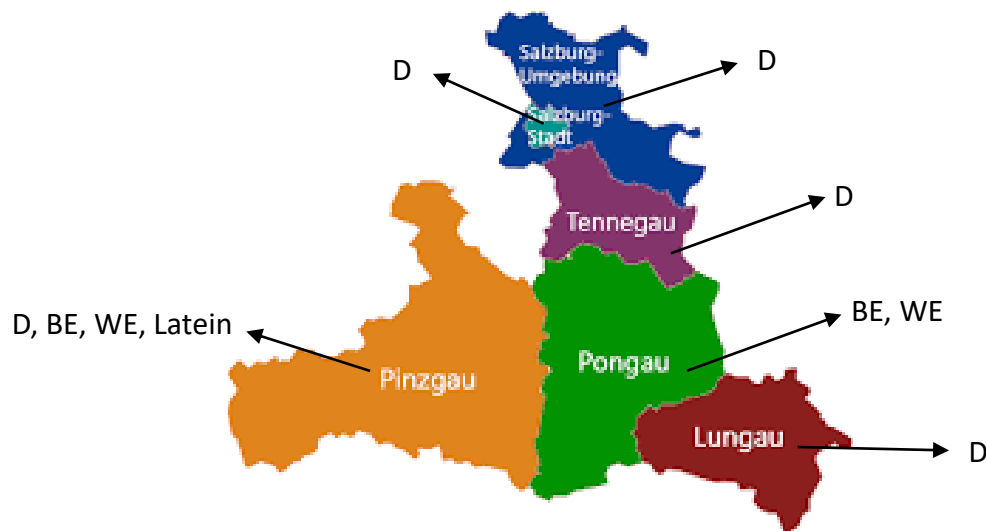 Salzburg-
Umgebung
D
D
Salzburg-
Stadt
Tennegau
D
D, BE, WE, Latein
BE, WE
Pinzgau
Pongau
Lungau
D